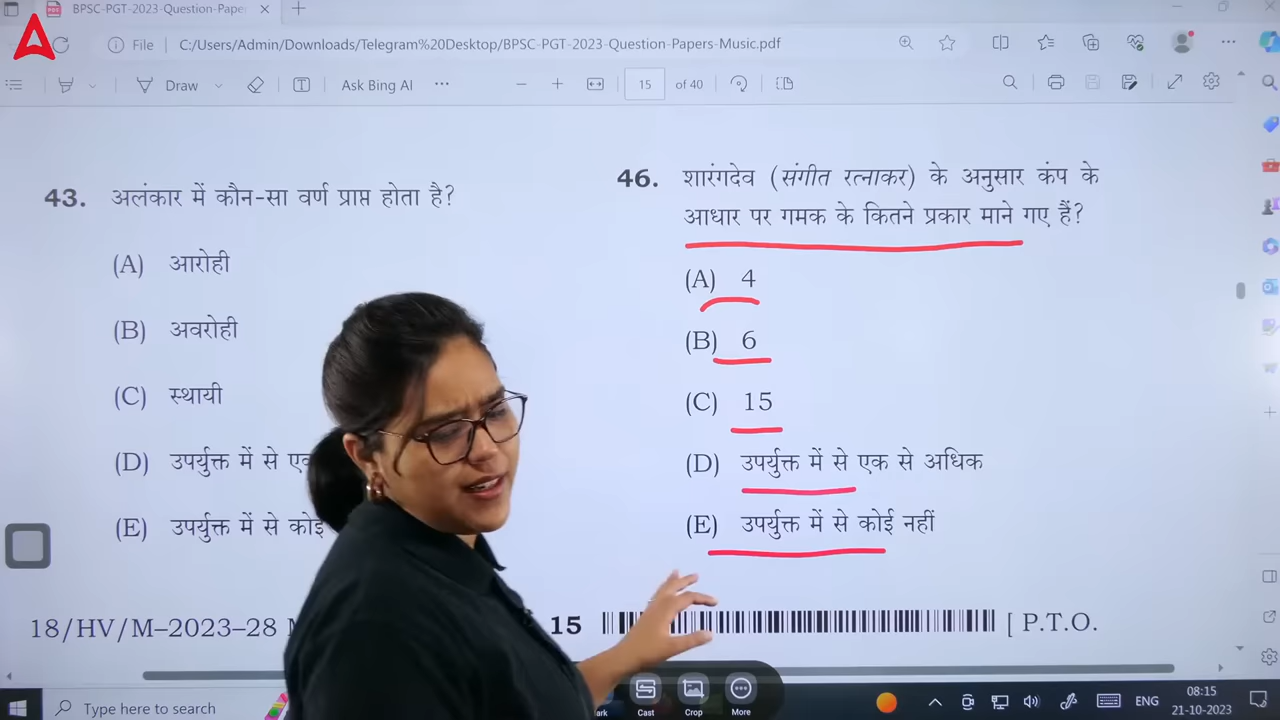 BPSC-PGT-2023-Question-Pape
File C:/Users/Admin/Downloads/Telegram%20Desktop/BPSC-PGT-2023-Question-Papers-Music.pdf
Draw Ask Bing AI 15 of 40
43. अलंकार में कौन-सा वर्ण प्राप्त होता है?
(A) आरोही
(B) अवरोही
(C) स्थायी
(D) उपर्युक्त में से
(E) उपर्युक्त में से कोई
18/HV/M–2023–28
46. शारंगदेव (संगीत रत्नाकर) के अनुसार कंप के
आधार पर गमक के कितने प्रकार माने गए हैं?
(A) 4
(B) 6
(C) 15
(D) उपर्युक्त में से एक से अधिक
(E) उपर्युक्त में से कोई नहीं
15 [ P.T.O.
Cast Crop More
Type here to search ENG 08:15
21-10-2023